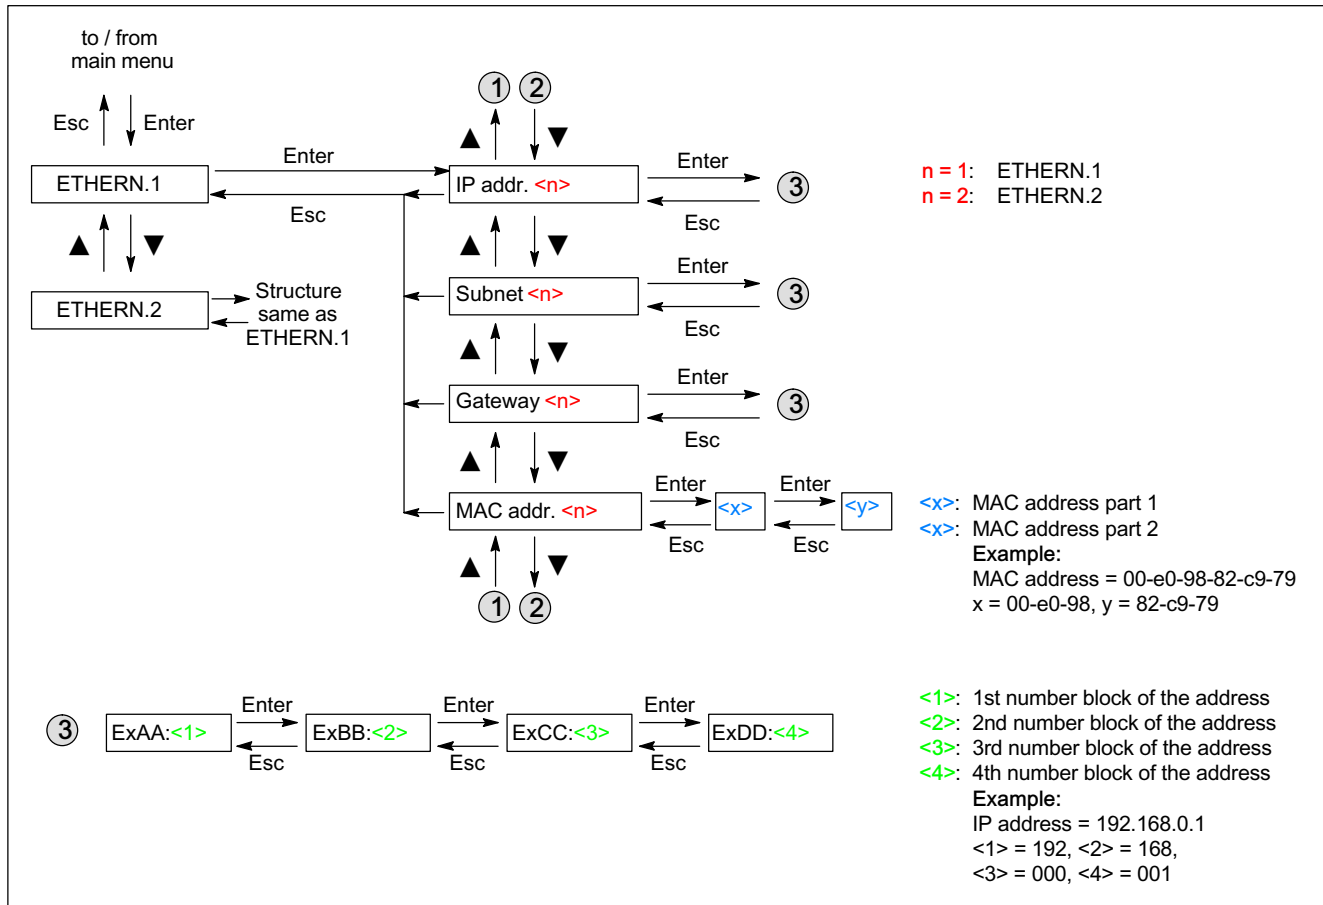 to / from
main menu
Esc
Enter
1
2
▲
▼
ETHERN.1
Enter
Esc
IP addr. <n>
Enter
Esc
3
n = 1: ETHERN.1
n = 2: ETHERN.2
▲
▼
▲
▼
ETHERN.2
Structure
same as
ETHERN.1
Subnet <n>
Enter
Esc
3
▲
▼
Gateway <n>
Enter
Esc
3
▲
▼
MAC addr. <n>
Enter
Esc
<x>
Enter
Esc
<y>
<x>: MAC address part 1
<x>: MAC address part 2
Example:
MAC address = 00-e0-98-82-c9-79
x = 00-e0-98, y = 82-c9-79
▲
▼
1
2
3
ExAA:<1>
Enter
Esc
ExBB:<2>
Enter
Esc
ExCC:<3>
Enter
Esc
ExDD:<4>
<1>: 1st number block of the address
<2>: 2nd number block of the address
<3>: 3rd number block of the address
<4>: 4th number block of the address
Example:
IP address = 192.168.0.1
<1> = 192, <2> = 168,
<3> = 000, <4> = 001